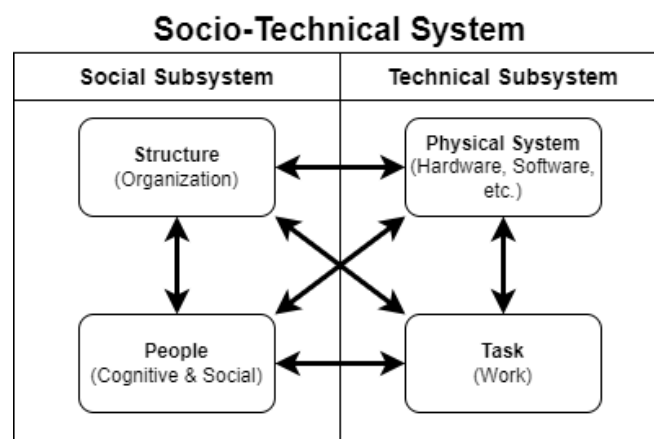 Socio-Technical System
Social Subsystem
Technical Subsystem
Structure
(Organization)
Physical System
(Hardware, Software,
etc.)
People
(Cognitive & Social)
Task
(Work)